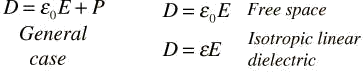 D = ε₀E + P
General
case
D = ε₀E Free space
D = εE Isotropic linear
dielectric